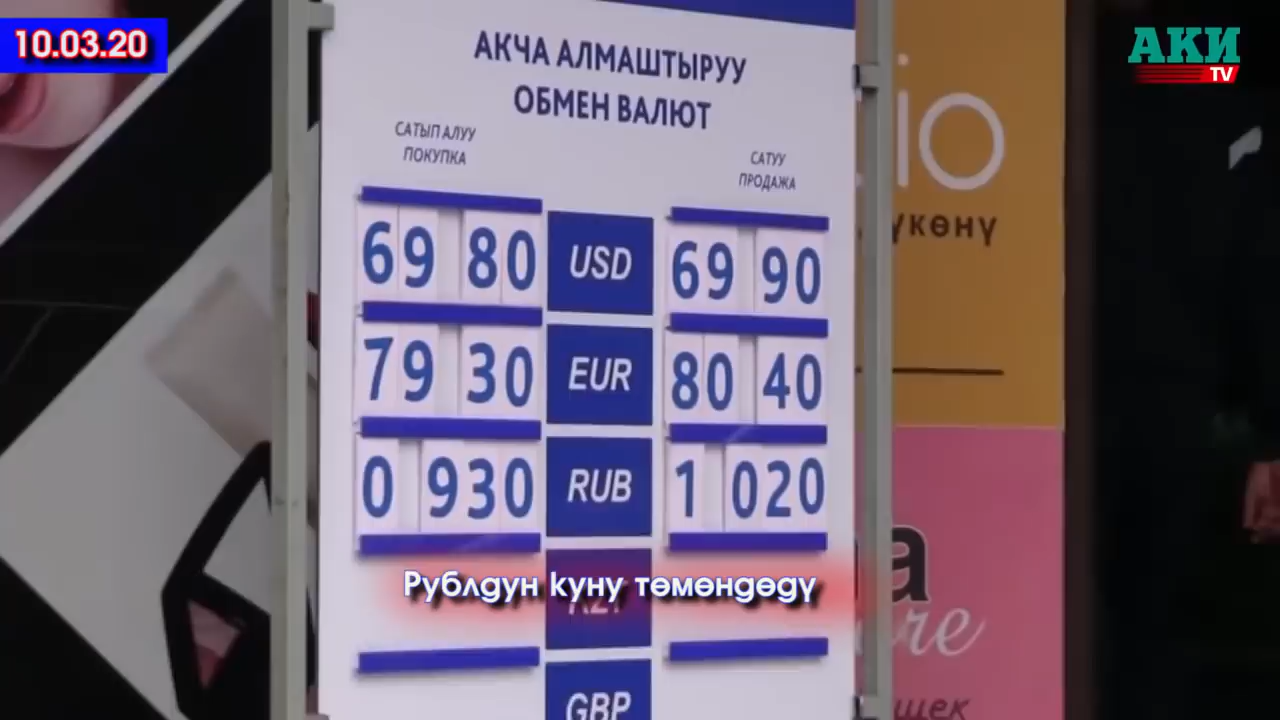 10.03.20
АКИ
TV
АКЧА АЛМАШТЫРУУ
ОБМЕН ВАЛЮТ
САТЫП АЛУУ
ПОКУПКА
САТУУ
ПРОДАЖА
69 80 USD 69 90
79 30 EUR 80 40
0 930 RUB 1 020
Рублдун куну төмөндөдү
GBP